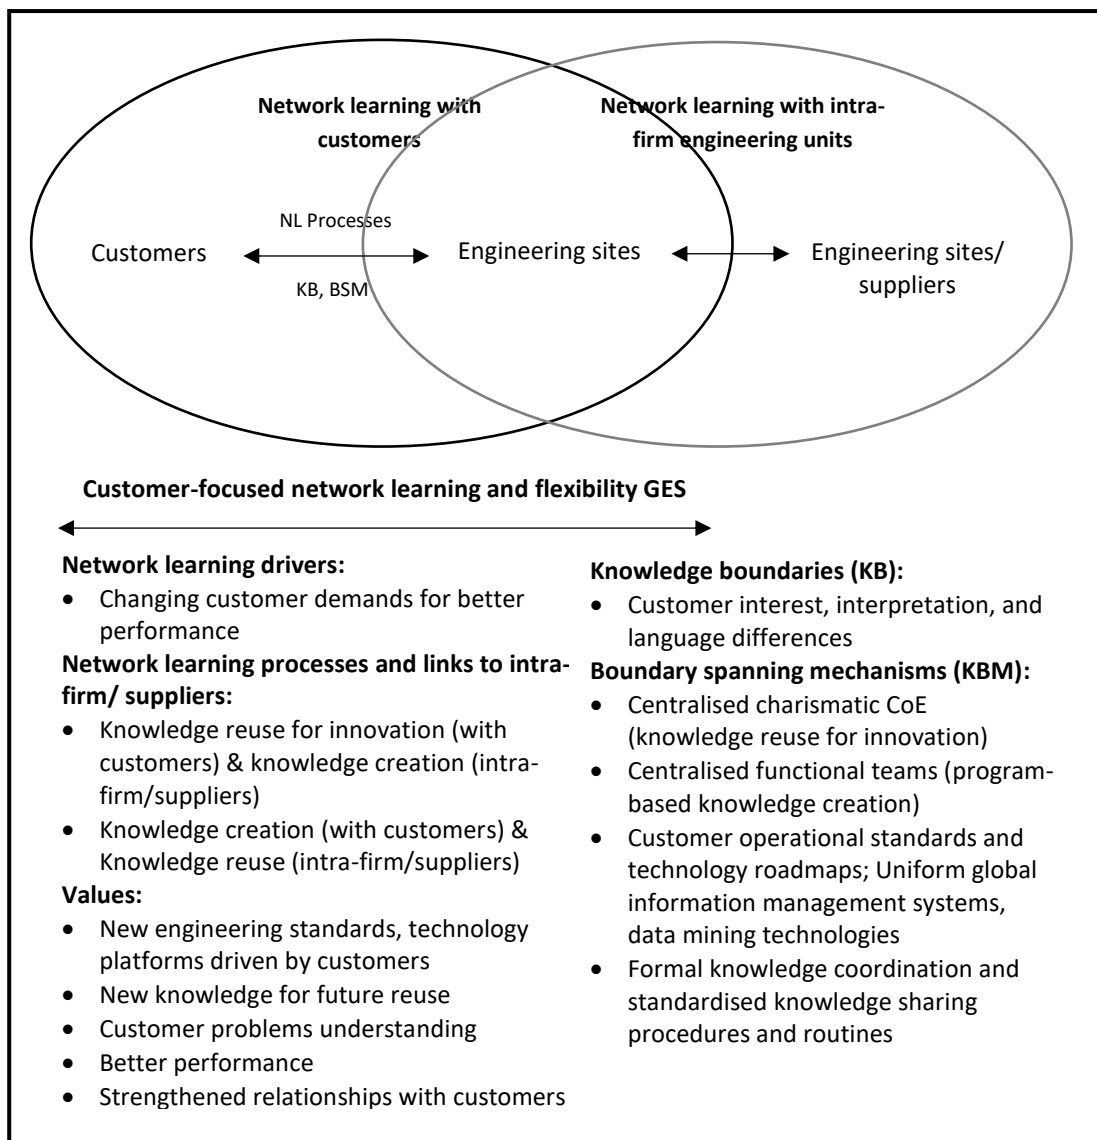 Network learning with
customers
Network learning with intra-
firm engineering units
NL Processes
Customers
Engineering sites
Engineering sites/
suppliers
KB, BSM
Customer-focused network learning and flexibility GES
Network learning drivers:
• Changing customer demands for better
performance
Network learning processes and links to intra-
firm/ suppliers:
• Knowledge reuse for innovation (with
customers) & knowledge creation (intra-
firm/suppliers)
• Knowledge creation (with customers) &
Knowledge reuse (intra-firm/suppliers)
Values:
• New engineering standards, technology
platforms driven by customers
• New knowledge for future reuse
• Customer problems understanding
• Better performance
• Strengthened relationships with customers
Knowledge boundaries (KB):
• Customer interest, interpretation, and
language differences
Boundary spanning mechanisms (KBM):
• Centralised charismatic CoE
(knowledge reuse for innovation)
• Centralised functional teams (program-
based knowledge creation)
• Customer operational standards and
technology roadmaps; Uniform global
information management systems,
data mining technologies
• Formal knowledge coordination and
standardised knowledge sharing
procedures and routines